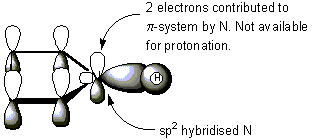 2 electrons contributed to
π-system by N. Not available
for protonation.
H
sp² hybridised N